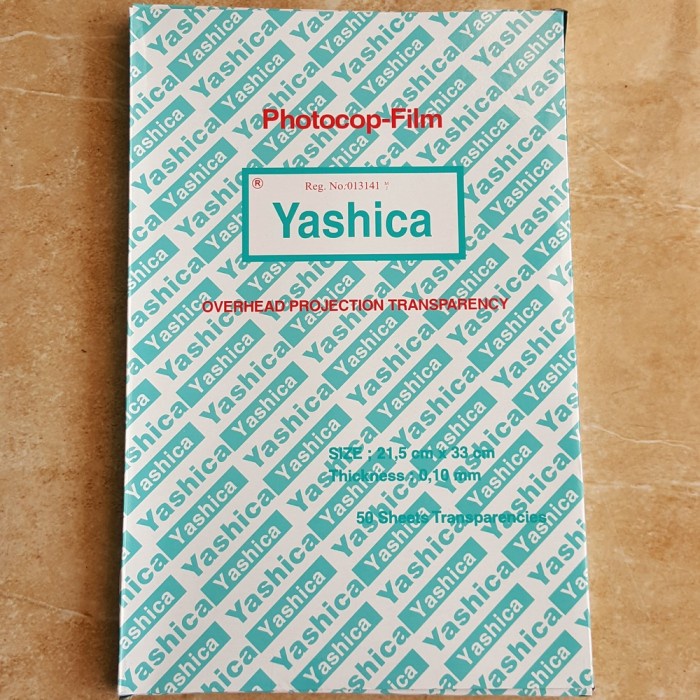 Photocop-Film
® Reg. No:013141
Yashica
OVERHEAD PROJECTION TRANSPARENCY
SIZE : 21,5 cm x 33 cm
Thickness : 0,10 mm
50 Sheets Transparencies